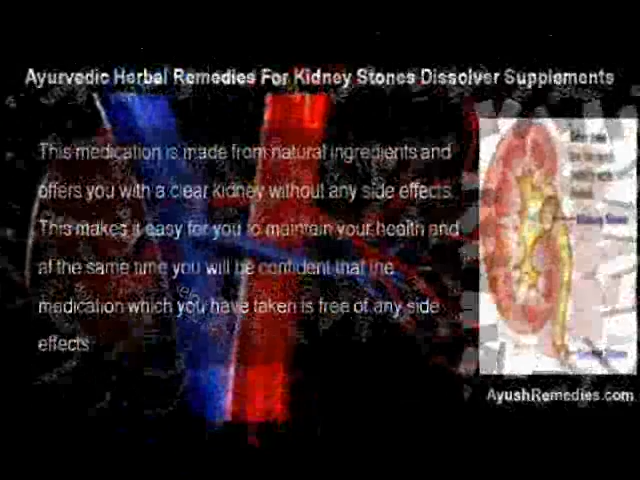 Ayurvedic Herbal Remedies For Kidney Stones Dissolver Supplements
This medication is made from natural ingredients and
offers you with a clear kidney without any side effects.
This makes it easy for you to maintain your health and
at the same time you will be confident that the
medication which you have taken is free of any side
effects
AyushRemedies.com